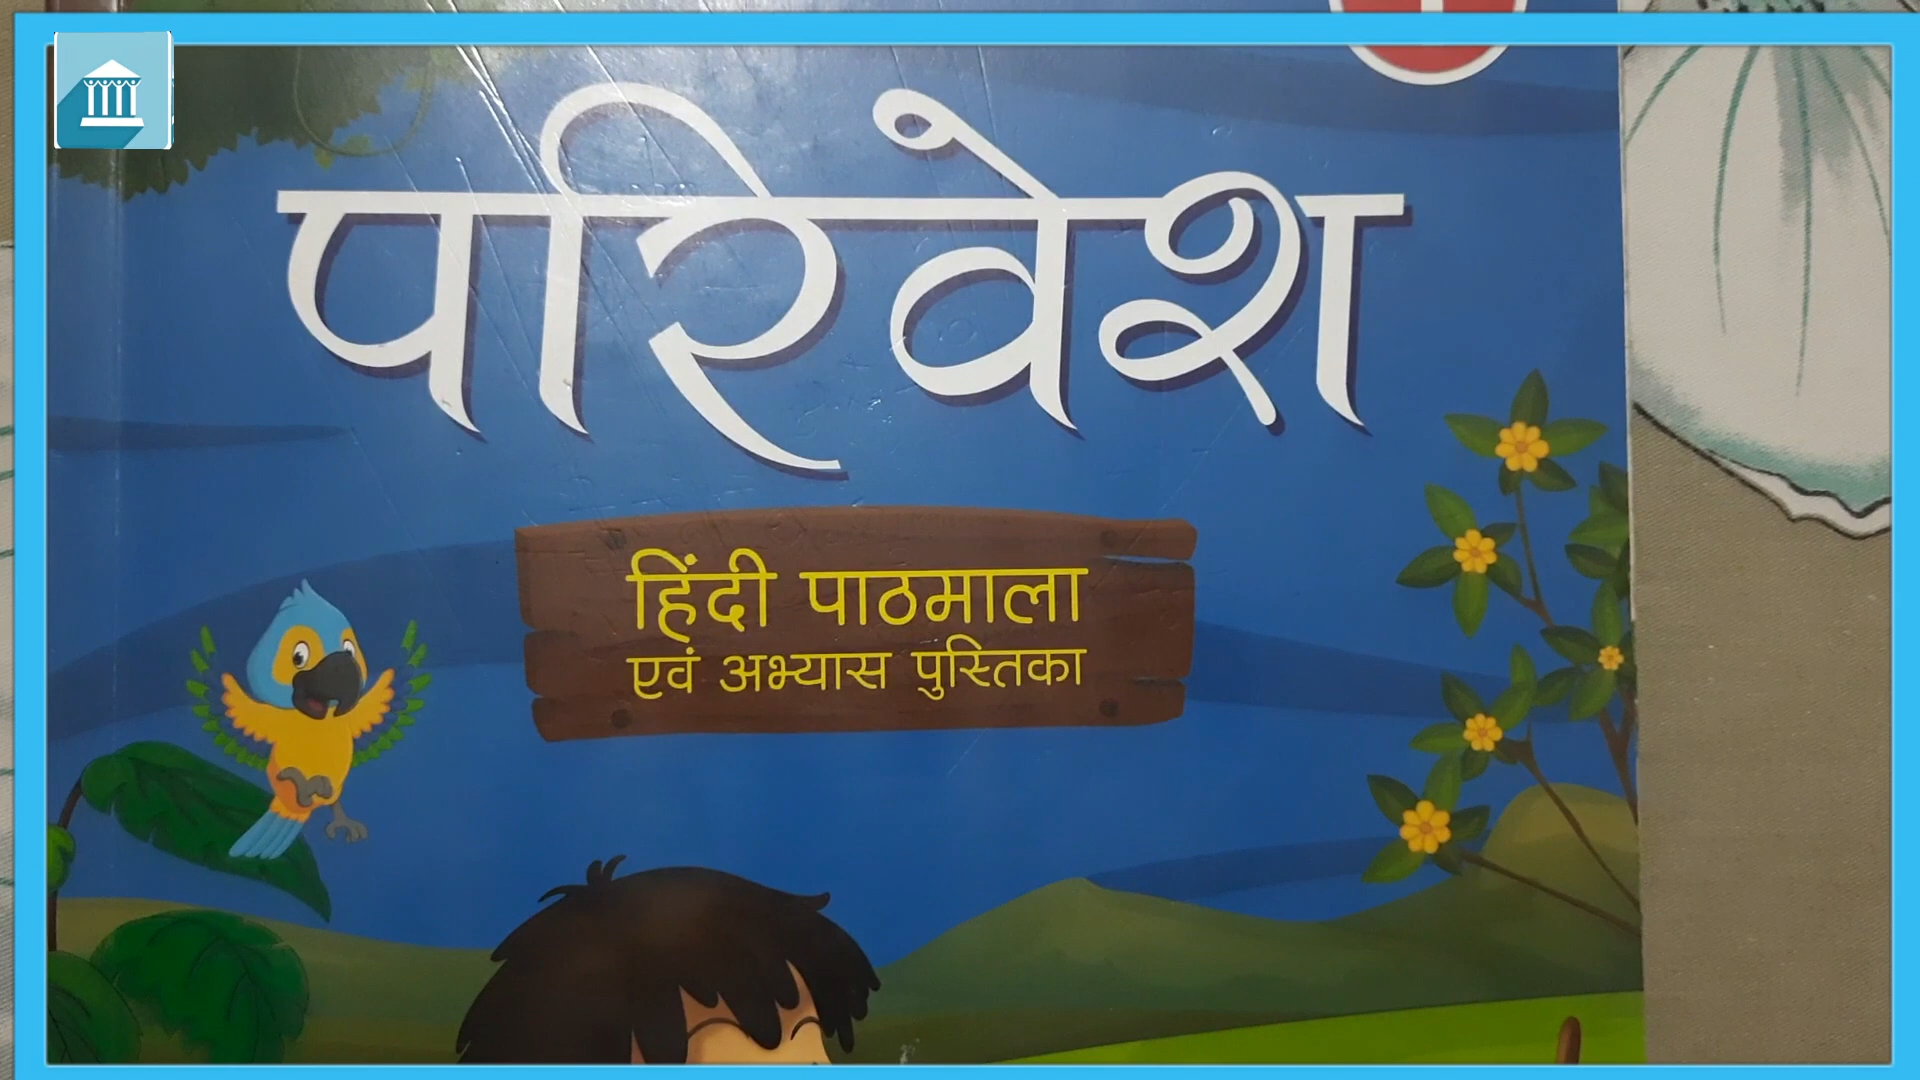 परिवेश
हिंदी पाठमाला
एवं अभ्यास पुस्तिका